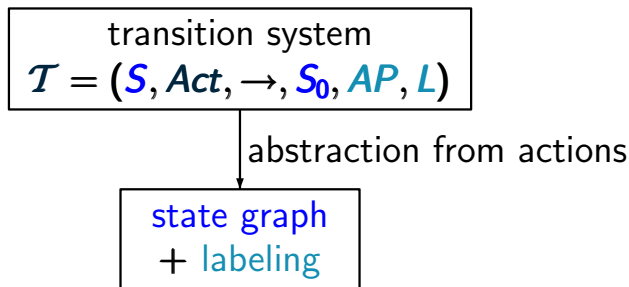 transition system
𝒯 = (S, Act, →, S₀, AP, L)
abstraction from actions
state graph
+ labeling